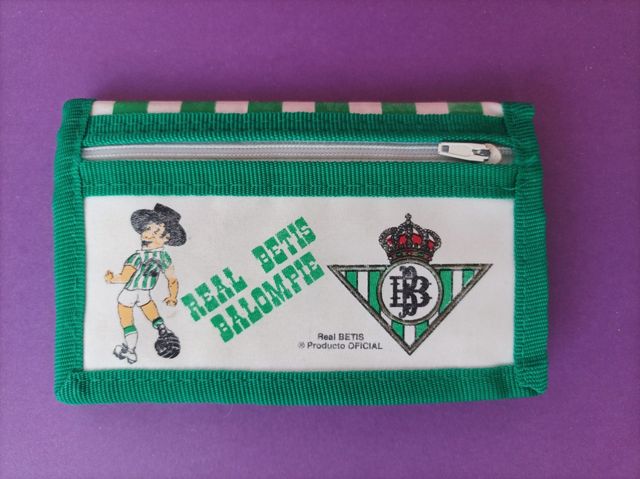 REAL BETIS
BALOMPIE
Real BETIS
® Producto OFICIAL